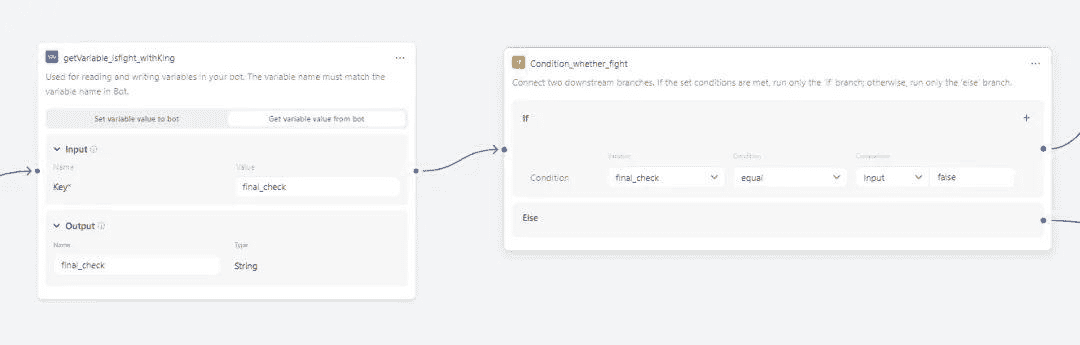 getVariable_isfight_withKing
Used for reading and writing variables in your bot. The variable name must match the
variable name in Bot.
Set variable value to bot
Get variable value from bot
Input
Name
Value
Key*
final_check
Output
Name
Type
final_check
String
Condition_whether_fight
Connect two downstream branches. If the set conditions are met, run only the 'if' branch; otherwise, run only the 'else' branch.
If
Condition
Condition
final_check
equal
Input
false
Else